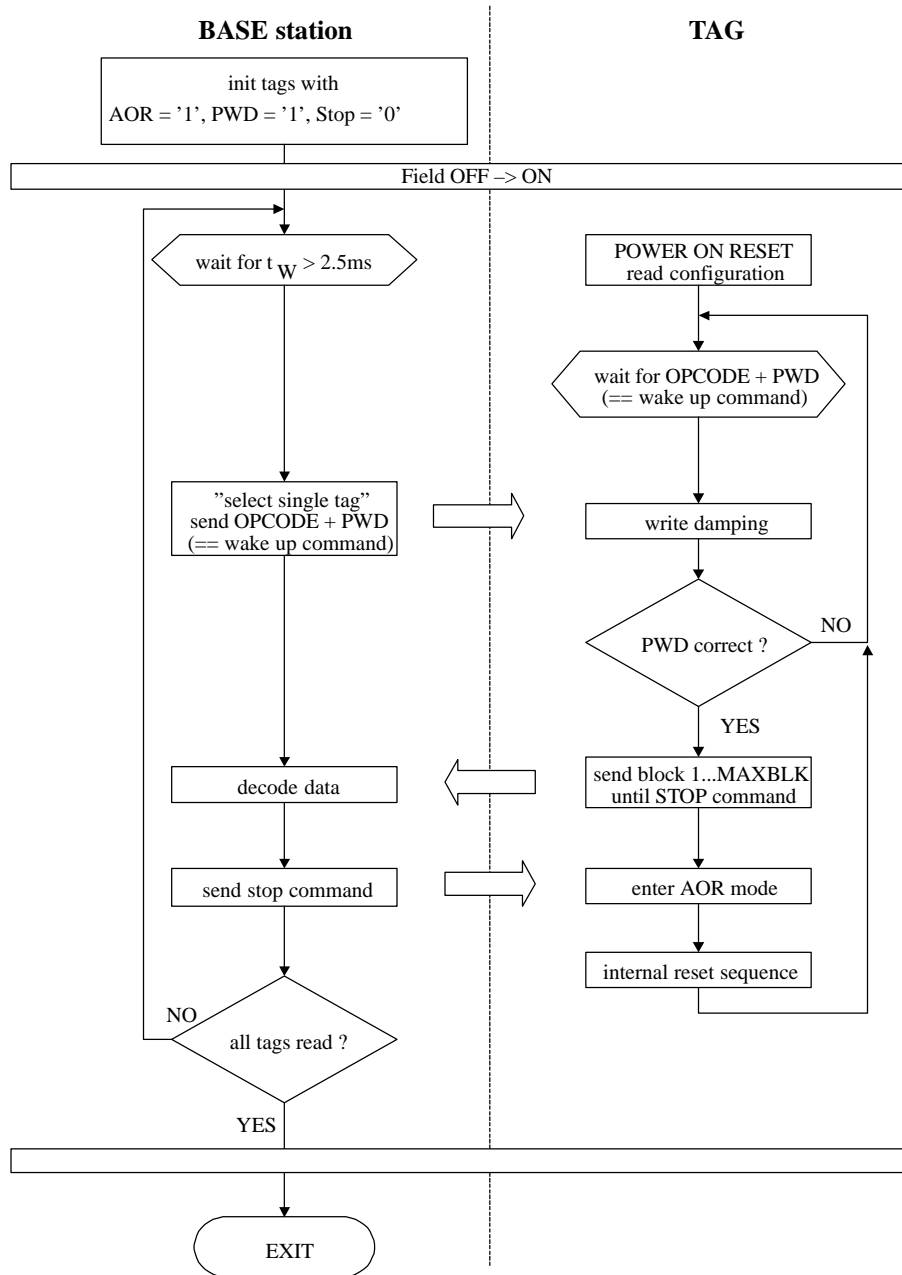 BASE station
TAG
init tags with
AOR = ’1’, PWD = ’1’, Stop = ’0’
Field OFF –> ON
wait for t W > 2.5ms
POWER ON RESET
read configuration
wait for OPCODE + PWD
(== wake up command)
”select single tag”
send OPCODE + PWD
(== wake up command)
write damping
PWD correct ?
NO
YES
send block 1...MAXBLK
until STOP command
decode data
send stop command
enter AOR mode
internal reset sequence
NO
all tags read ?
YES
EXIT